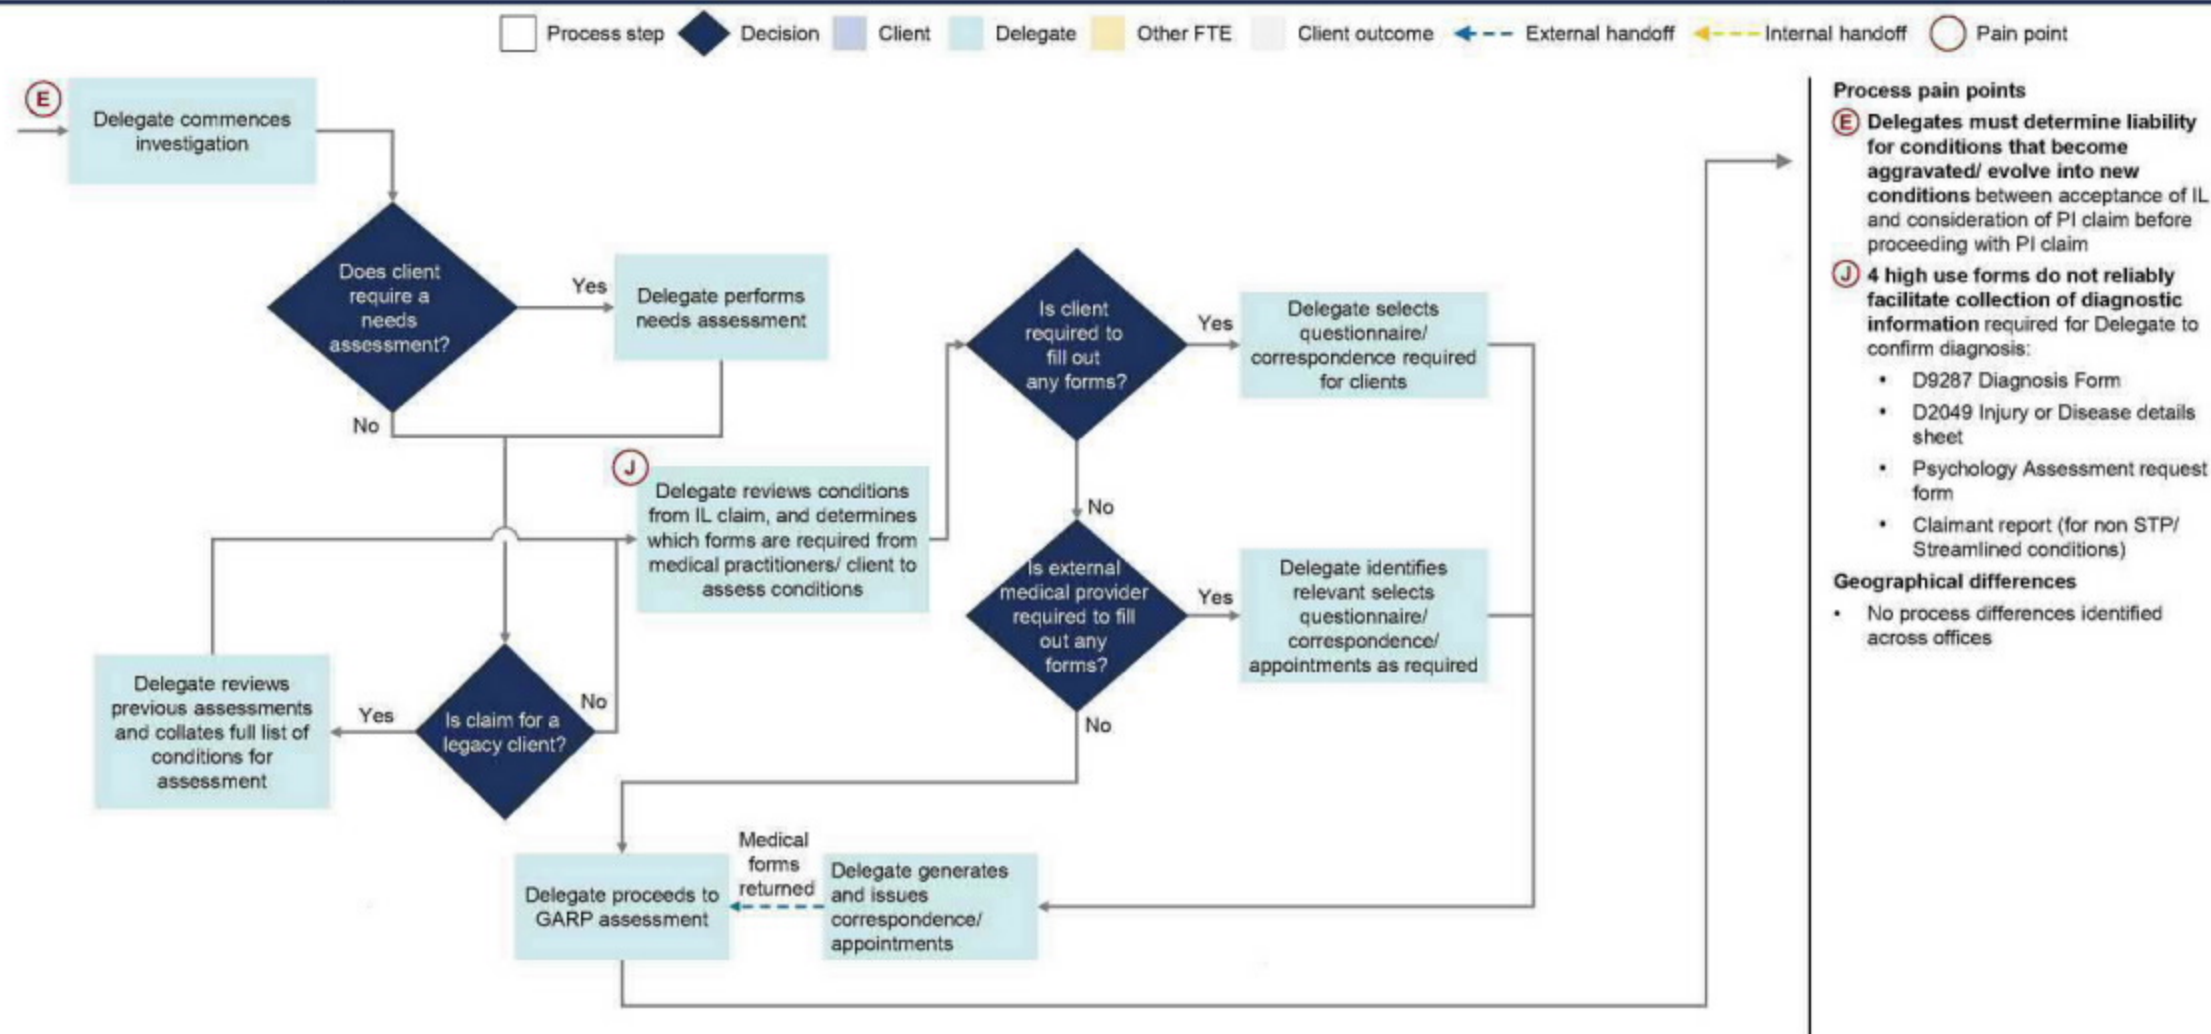 Process step
Decision
Client
Delegate
Other FTE
Client outcome
External handoff
Internal handoff
Pain point
E
Delegate commences
investigation
Does client
require a
needs
assessment?
Yes
Delegate performs
needs assessment
No
J
Delegate reviews conditions
from IL claim, and determines
which forms are required from
medical practitioners/ client to
assess conditions
Is claim for a
legacy client?
Yes
No
Delegate reviews
previous assessments
and collates full list of
conditions for
assessment
Is client
required to
fill out
any forms?
Yes
Delegate selects
questionnaire/
correspondence required
for clients
No
Is external
medical provider
required to fill
out any
forms?
Yes
Delegate identifies
relevant selects
questionnaire/
correspondence/
appointments as required
No
Delegate generates
and issues
correspondence/
appointments
Medical
forms
returned
Delegate proceeds to
GARP assessment
Process pain points
E Delegates must determine liability
for conditions that become
aggravated/ evolve into new
conditions between acceptance of IL
and consideration of PI claim before
proceeding with PI claim
J 4 high use forms do not reliably
facilitate collection of diagnostic
information required for Delegate to
confirm diagnosis:
• D9287 Diagnosis Form
• D2049 Injury or Disease details
sheet
• Psychology Assessment request
form
• Claimant report (for non STP/
Streamlined conditions)
Geographical differences
• No process differences identified
across offices